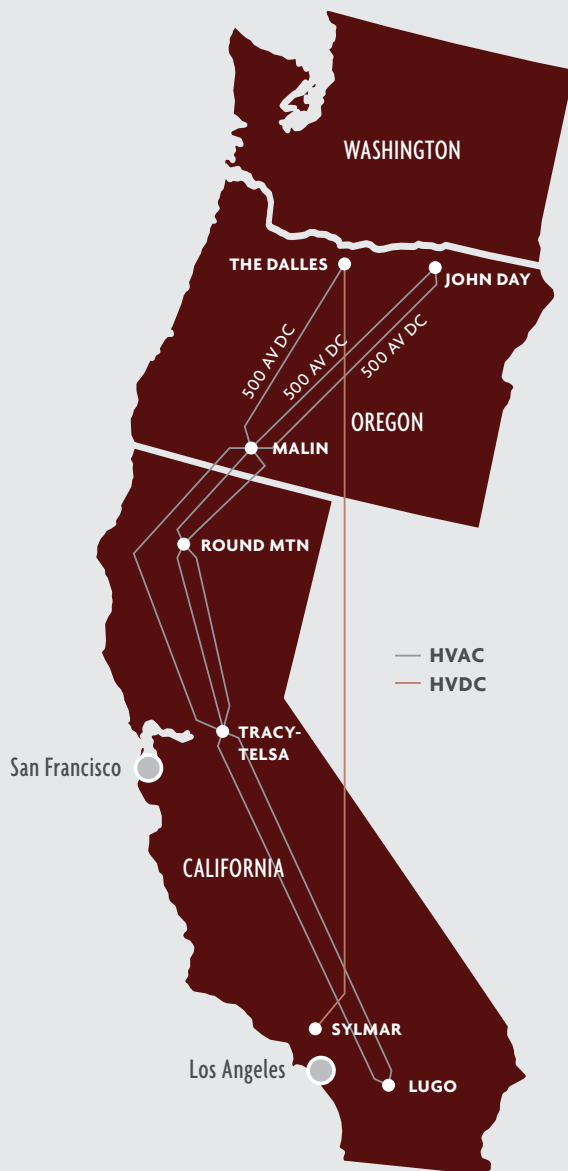 WASHINGTON
THE DALLES
JOHN DAY
500 AV DC
500 AV DC
500 AV DC
OREGON
MALIN
ROUND MTN
HVAC
HVDC
TRACY-
TELSA
San Francisco
CALIFORNIA
SYLMAR
Los Angeles
LUGO